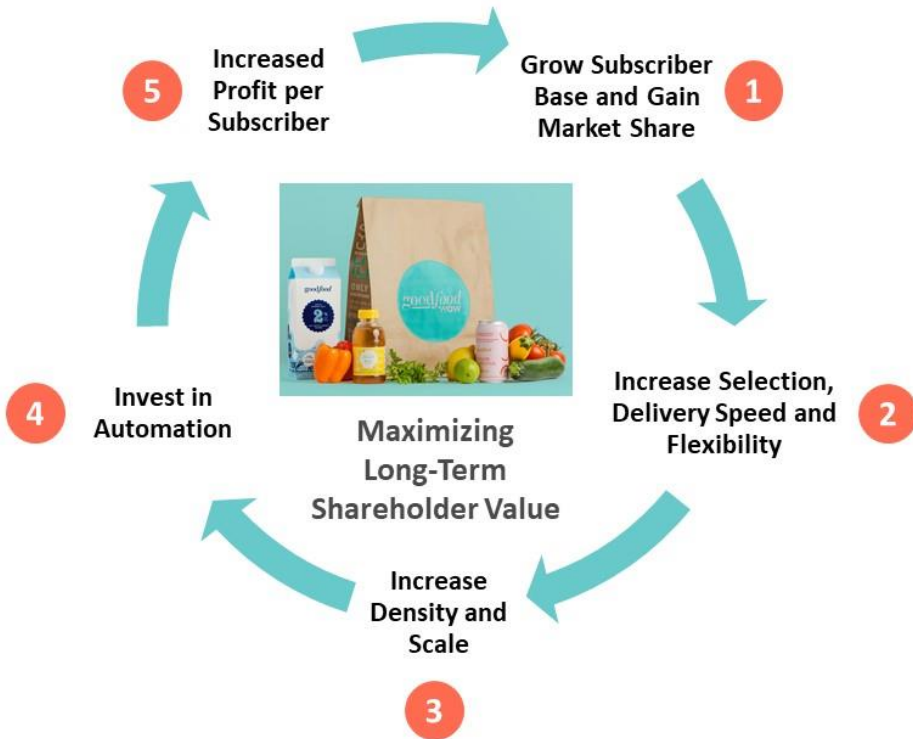 Increased
Profit per
Subscriber
5
Grow Subscriber
Base and Gain
Market Share
1
Increase Selection,
Delivery Speed and
Flexibility
2
Increase
Density and
Scale
3
Invest in
Automation
4
goodfood
2
goodfood
WOW
Maximizing
Long-Term
Shareholder Value